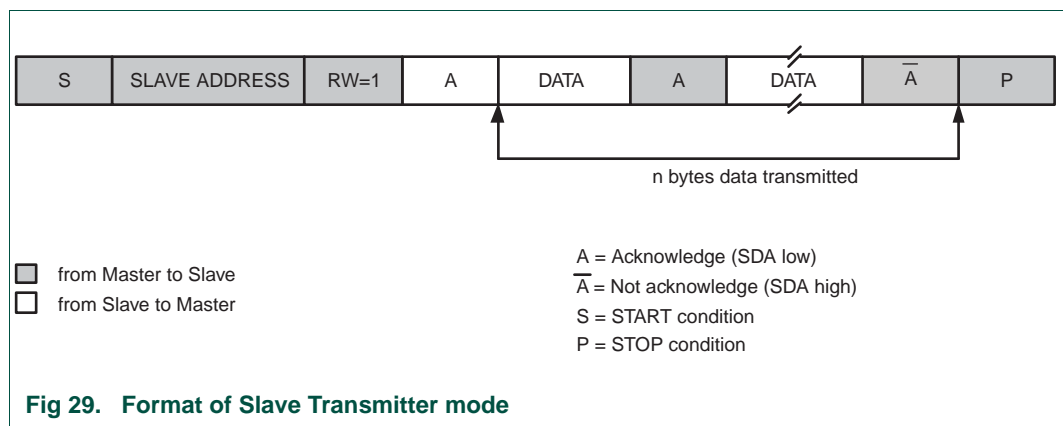 S SLAVE ADDRESS RW=1 A DATA A DATA A̅ P
n bytes data transmitted
from Master to Slave
from Slave to Master
A = Acknowledge (SDA low)
A̅ = Not acknowledge (SDA high)
S = START condition
P = STOP condition
Fig 29. Format of Slave Transmitter mode